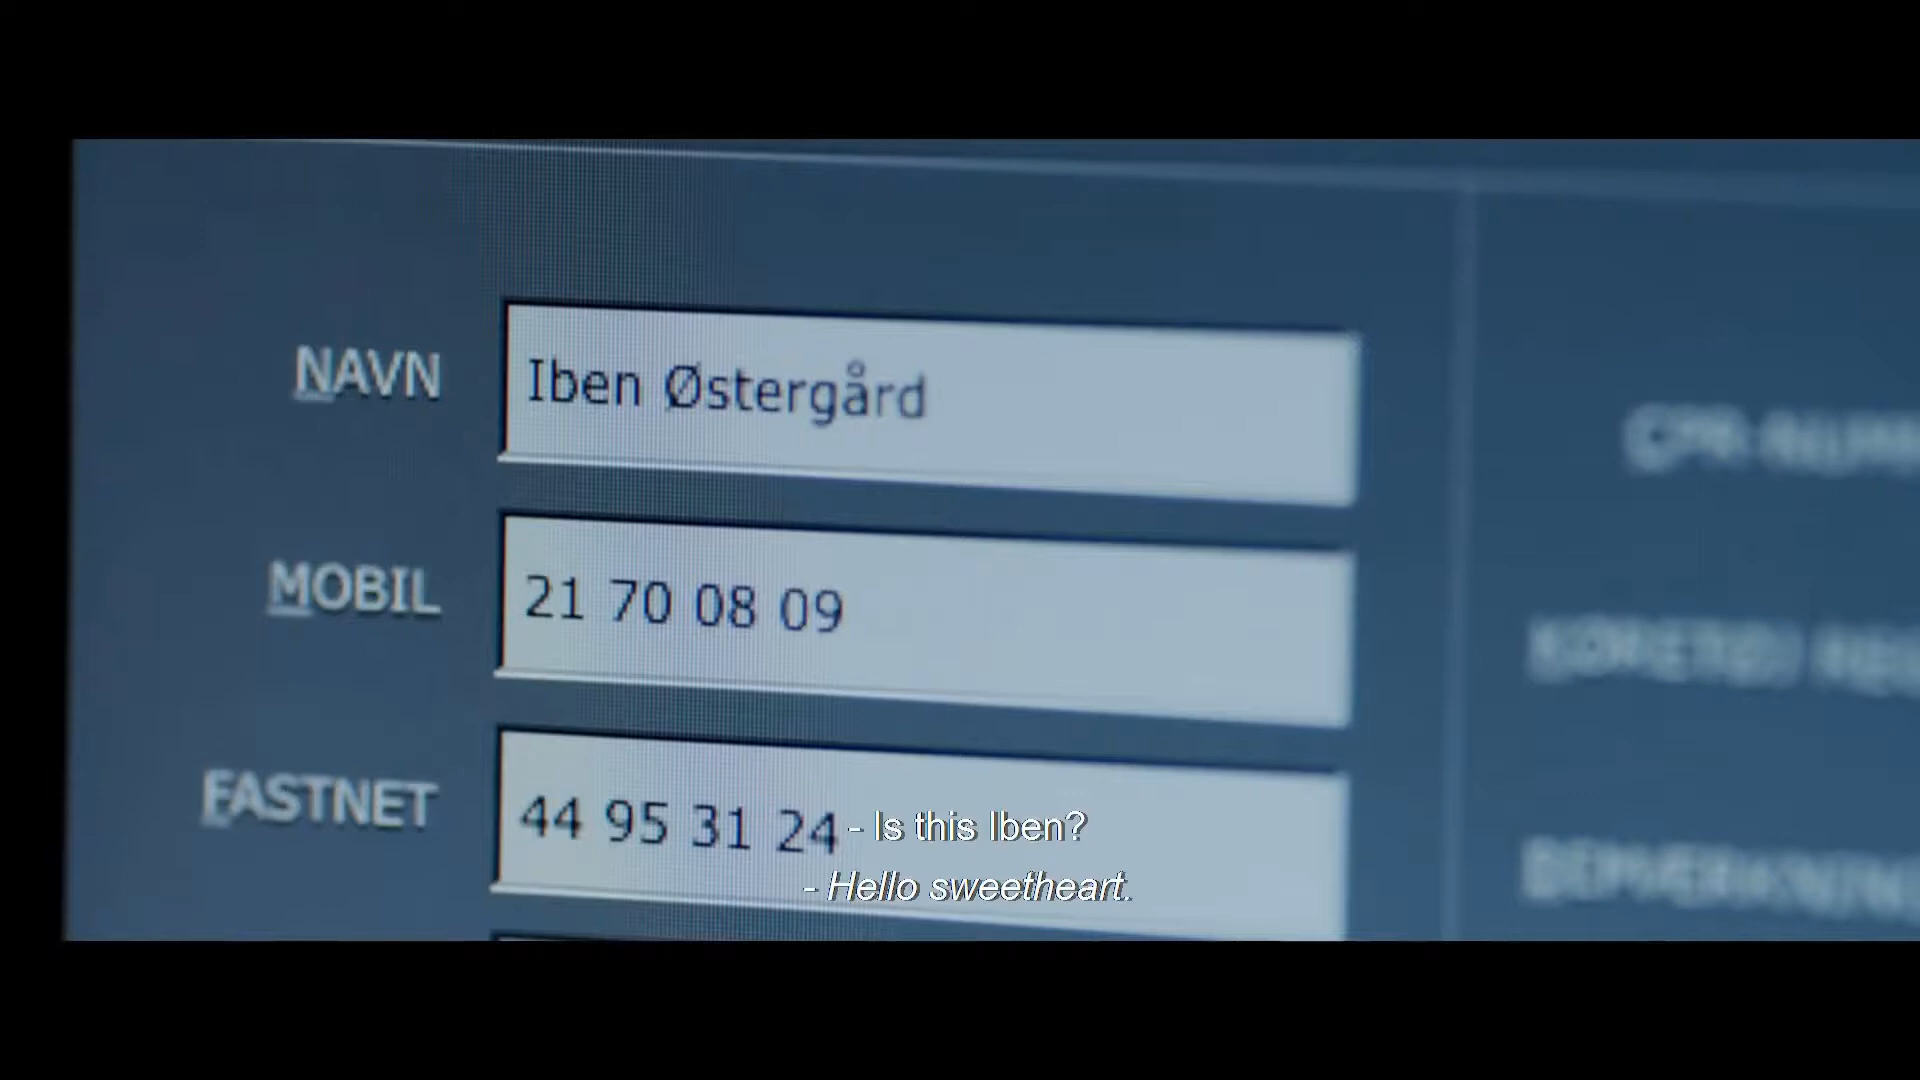 NAVN
Iben Østergård
MOBIL
21 70 08 09
FASTNET
44 95 31 24
- Is this Iben?
- Hello sweetheart.